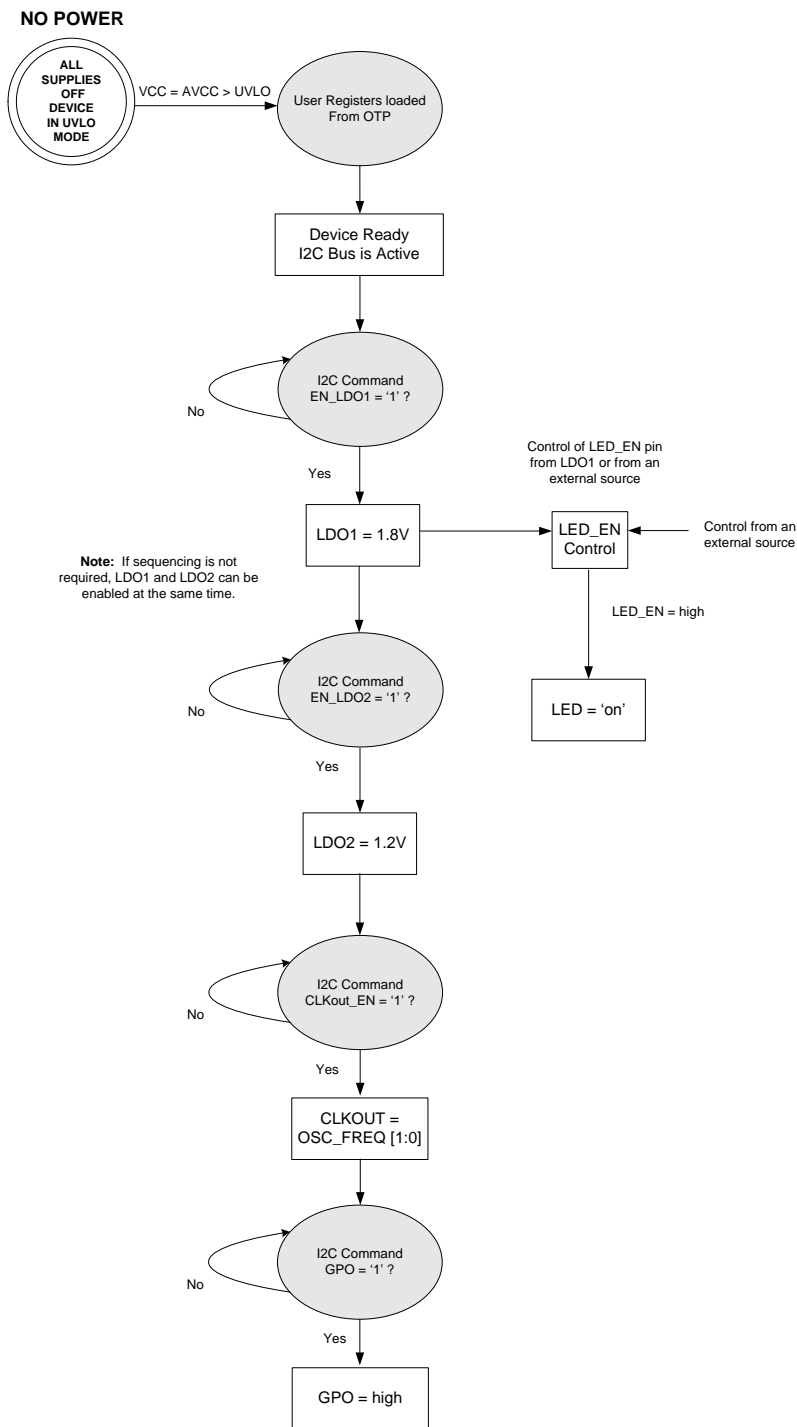 NO POWER
ALL
SUPPLIES
OFF
DEVICE
IN UVLO
MODE
VCC = AVCC > UVLO
User Registers loaded
From OTP
Device Ready
I2C Bus is Active
I2C Command
EN_LDO1 = ‘1’ ?
No
Yes
Control of LED_EN pin
from LDO1 or from an
external source
LDO1 = 1.8V
LED_EN
Control
Control from an
external source
Note: If sequencing is not
required, LDO1 and LDO2 can be
enabled at the same time.
LED_EN = high
I2C Command
EN_LDO2 = ‘1’ ?
No
LED = ‘on’
Yes
LDO2 = 1.2V
I2C Command
CLKout_EN = ‘1’ ?
No
Yes
CLKOUT =
OSC_FREQ [1:0]
I2C Command
GPO = ‘1’ ?
No
Yes
GPO = high